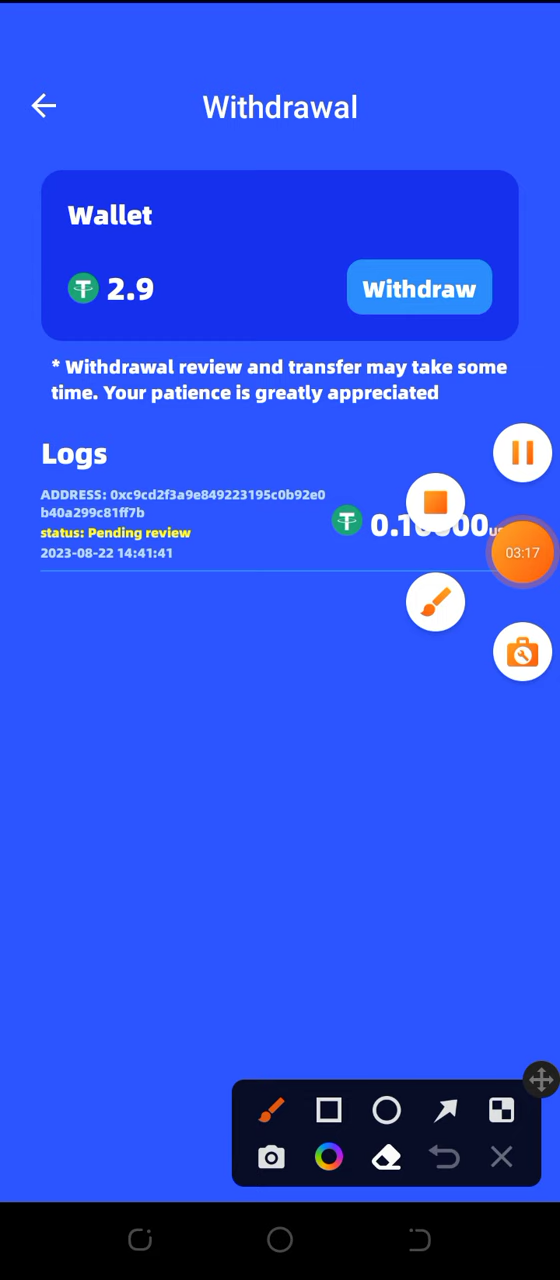 Withdrawal
Wallet
2.9
Withdraw
* Withdrawal review and transfer may take some
time. Your patience is greatly appreciated
Logs
ADDRESS: 0xc9cd2f3a9e849223195c0b92e0
b40a299c81ff7b
status: Pending review
2023-08-22 14:41:41
03:17